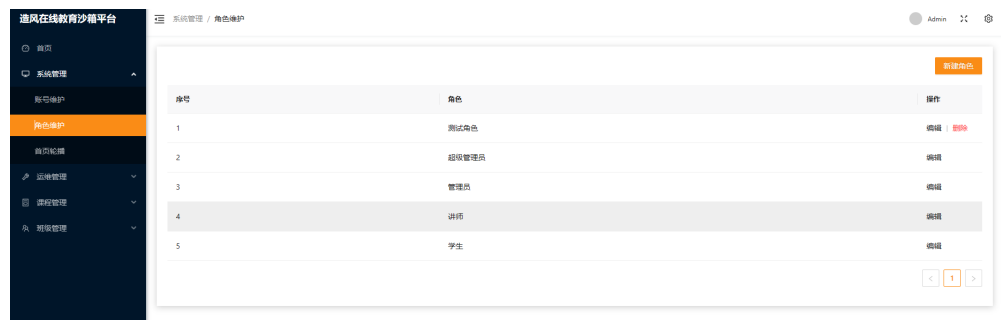 造风在线教育沙箱平台
系统管理 / 角色维护
Admin
首页
系统管理
账号维护
角色维护
首页轮播
运维管理
课程管理
班级管理
新建角色
序号 角色 操作
1 测试角色 编辑 | 删除
2 超级管理员 编辑
3 管理员 编辑
4 讲师 编辑
5 学生 编辑
< 1 >